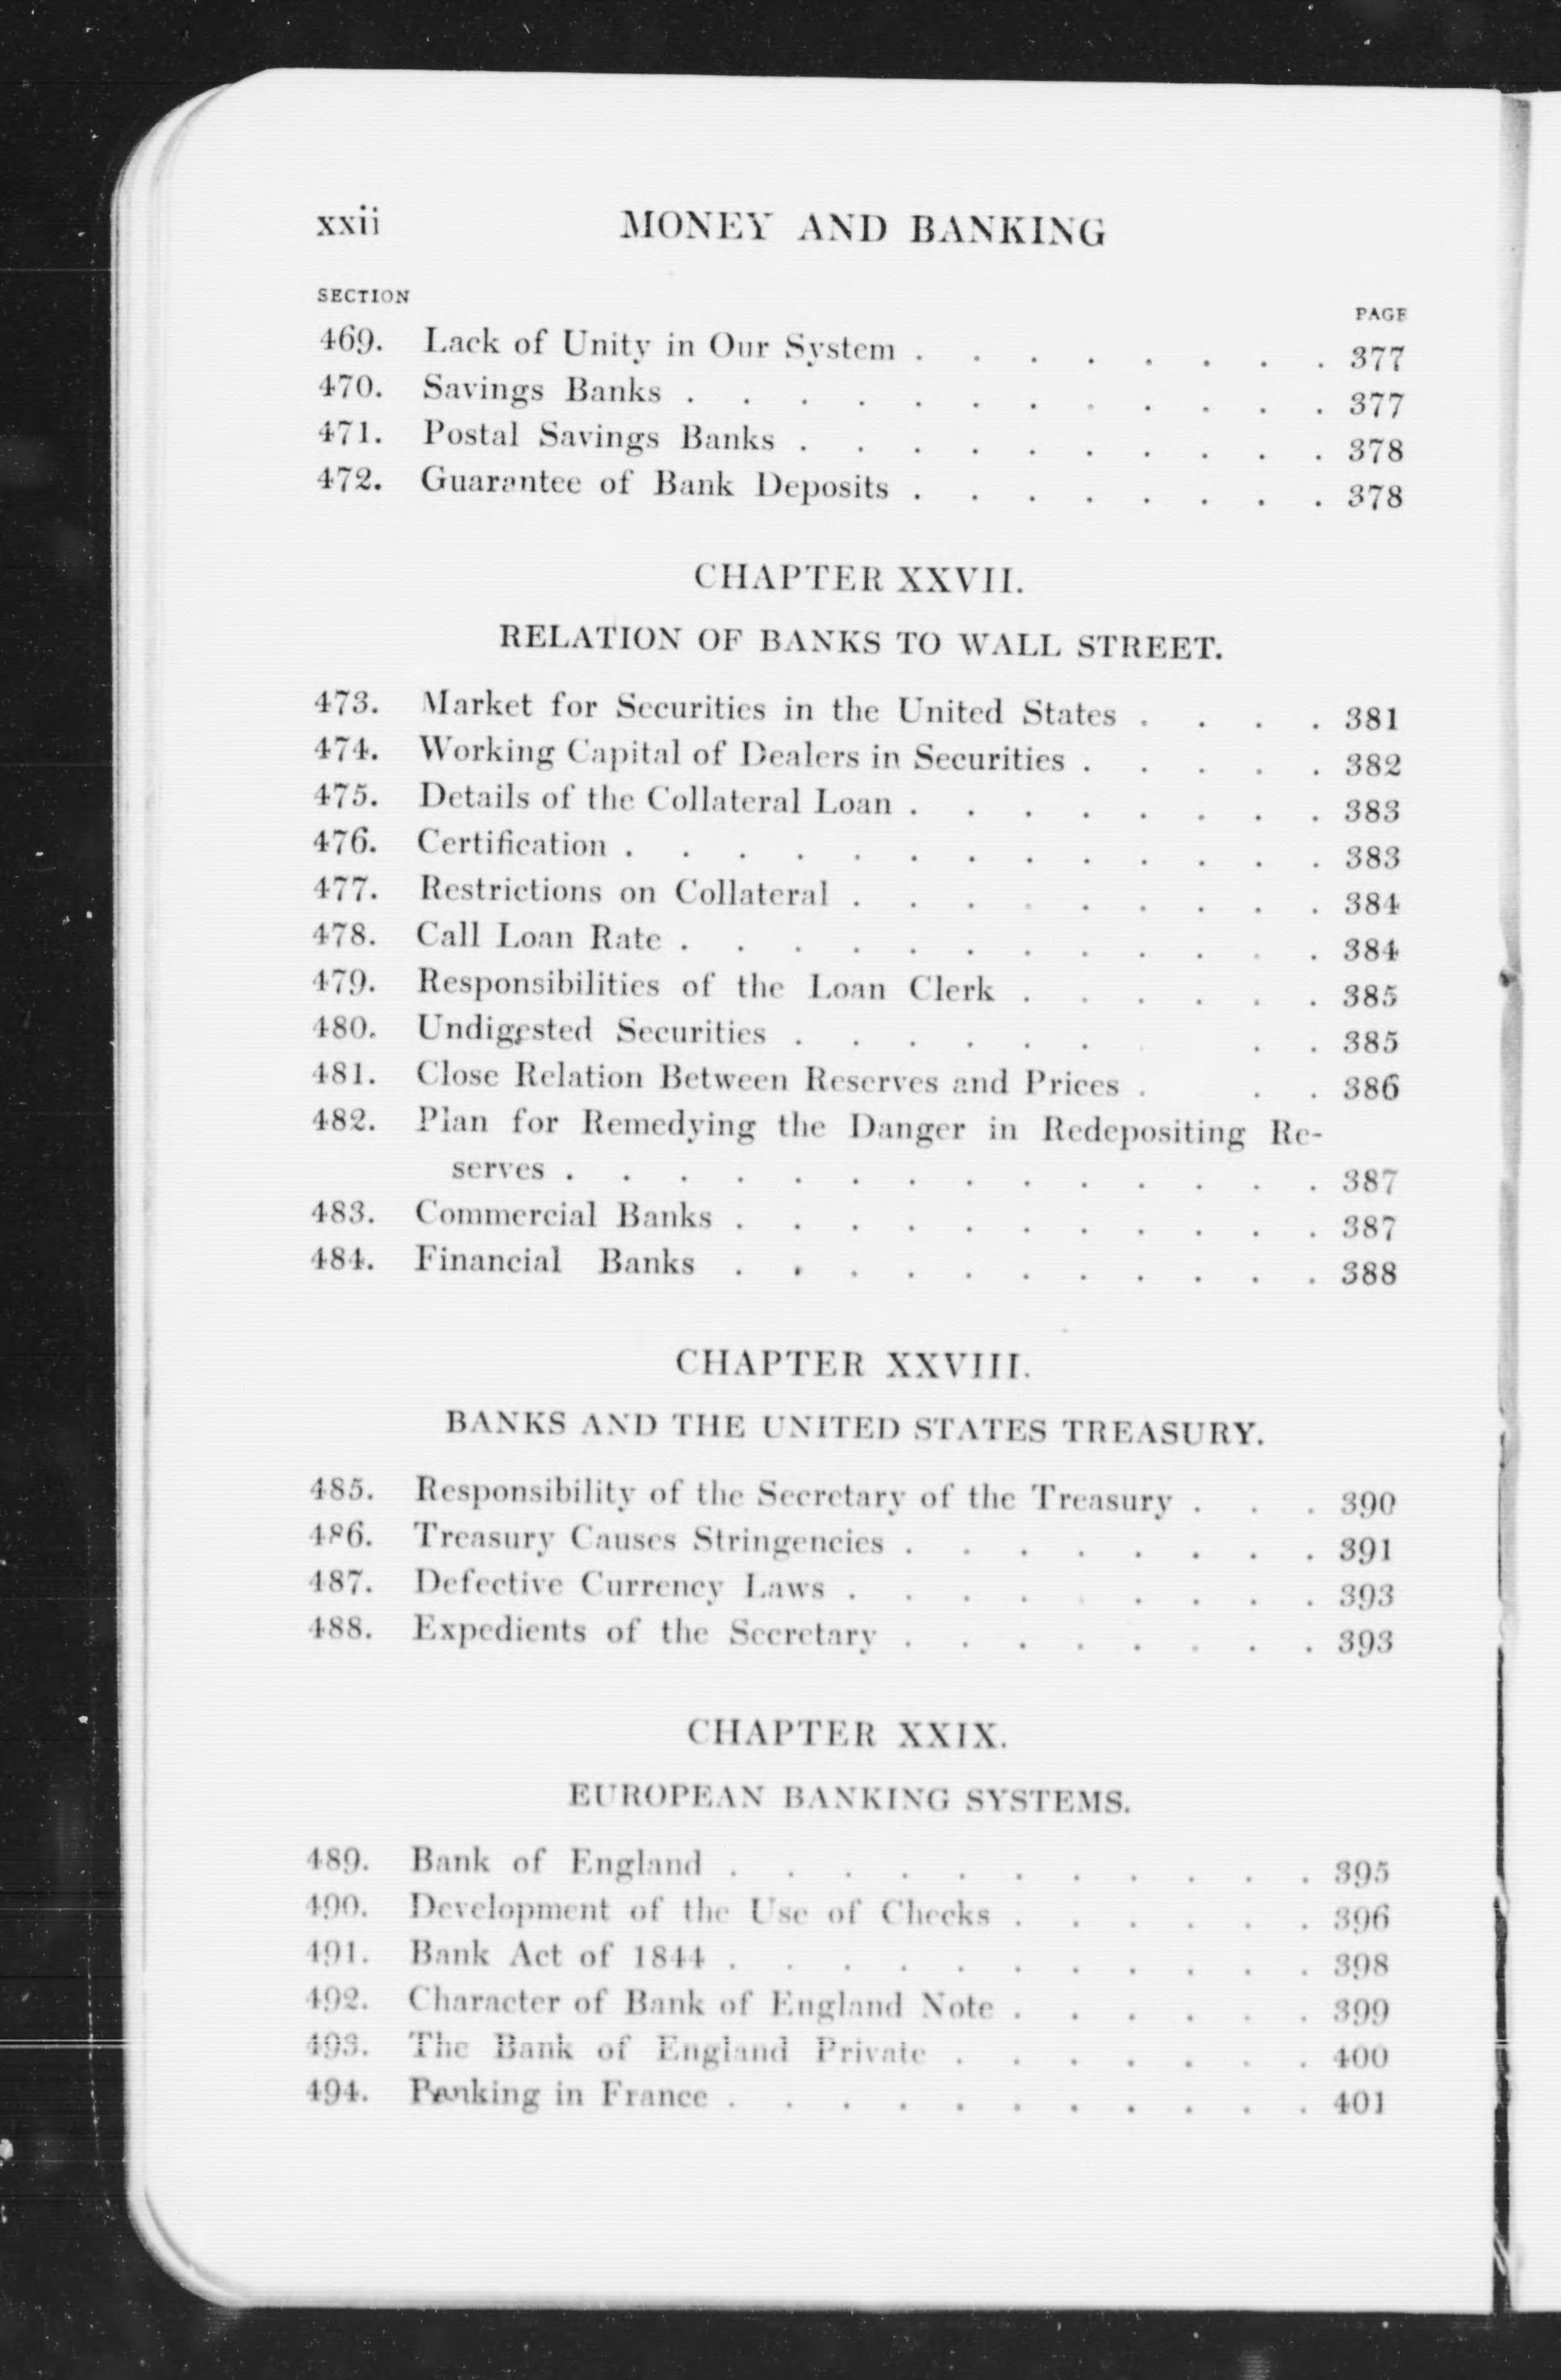 xxii MONEY AND BANKING
SECTION PAGE
469. Lack of Unity in Our System . . . . . . . . 377
470. Savings Banks . . . . . . . . . . . . 377
471. Postal Savings Banks . . . . . . . . . . 378
472. Guarantee of Bank Deposits . . . . . . . . 378
CHAPTER XXVII.
RELATION OF BANKS TO WALL STREET.
473. Market for Securities in the United States . . . . 381
474. Working Capital of Dealers in Securities . . . . . 382
475. Details of the Collateral Loan . . . . . . . . 383
476. Certification . . . . . . . . . . . . . 383
477. Restrictions on Collateral . . . . . . . . . 384
478. Call Loan Rate . . . . . . . . . . . . 384
479. Responsibilities of the Loan Clerk . . . . . . 385
480. Undigested Securities . . . . . . . . 385
481. Close Relation Between Reserves and Prices . . . 386
482. Plan for Remedying the Danger in Redepositing Re-
serves . . . . . . . . . . . . . . 387
483. Commercial Banks . . . . . . . . . . . 387
484. Financial Banks . . . . . . . . . . . 388
CHAPTER XXVIII.
BANKS AND THE UNITED STATES TREASURY.
485. Responsibility of the Secretary of the Treasury . . . 390
486. Treasury Causes Stringencies . . . . . . . . 391
487. Defective Currency Laws . . . . . . . . . 393
488. Expedients of the Secretary . . . . . . . . 393
CHAPTER XXIX.
EUROPEAN BANKING SYSTEMS.
489. Bank of England . . . . . . . . . . . 395
490. Development of the Use of Checks . . . . . . 396
491. Bank Act of 1844 . . . . . . . . . . . 398
492. Character of Bank of England Note . . . . . . 399
493. The Bank of England Private . . . . . . . 400
494. Banking in France . . . . . . . . . . . 401